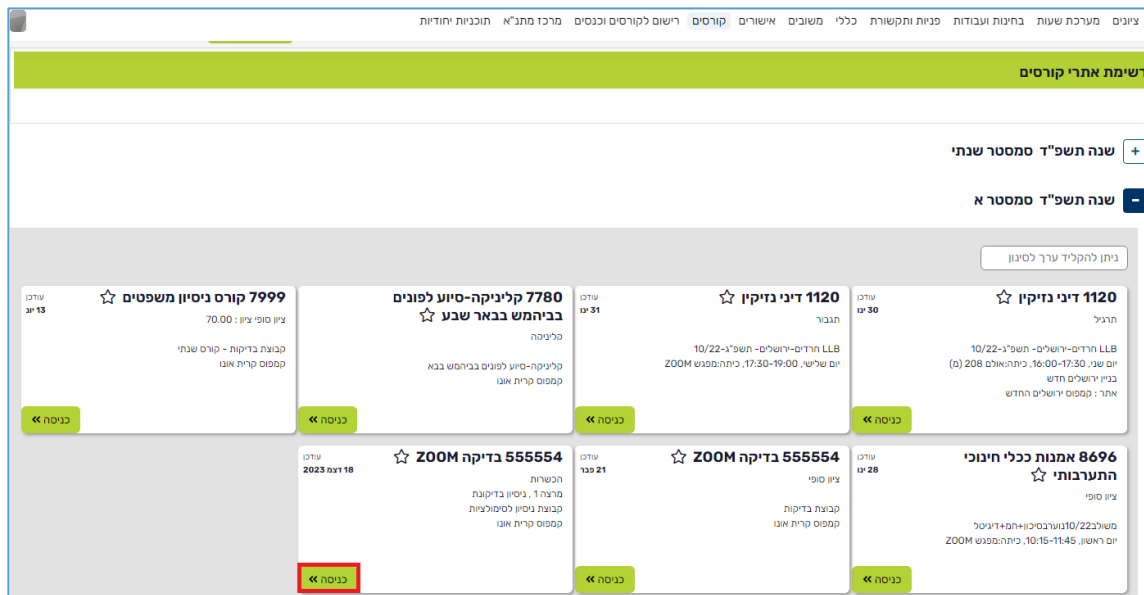 ציונים מערכת שעות בחינות ועבודות פניות ותקשורת כללי משובים אישורים קורסים רישום לקורסים וכנסים מרכז מתנ"א תוכניות יחודיות
רשימת אתרי קורסים
+ שנה תשפ"ד סמסטר שנתי
- שנה תשפ"ד סמסטר א
ניתן להקליד ערך לסינון
1120 דיני נזיקין ☆
עודכן
30 ינו
תרגיל
LLB חרדים-ירושלים- תשפ"ג-10/22
יום שני, 16:00-17:30, כיתה:אולם 208 (מ)
בניין ירושלים חדש
אתר : קמפוס ירושלים החדש
כניסה »
1120 דיני נזיקין ☆
עודכן
31 ינו
תגבור
LLB חרדים-ירושלים- תשפ"ג-10/22
יום שלישי, 17:30-19:00, כיתה:מפגש ZOOM
כניסה »
7780 קליניקה-סיוע לפונים
בביהמש בבאר שבע ☆
קליניקה
קליניקה-סיוע לפונים בביהמש בבא
קמפוס קרית אונו
כניסה »
7999 קורס ניסיון משפטים ☆
עודכן
13 יונ
ציון סופי ציון : 70.00
קבוצת בדיקות - קורס שנתי
קמפוס קרית אונו
כניסה »
8696 אמנות ככלי חינוכי
התערבותי ☆
עודכן
28 ינו
ציון סופי
משולב10/22נוערבסיכון+חמ+דיגיטל
יום ראשון, 10:15-11:45, כיתה:מפגש ZOOM
כניסה »
555554 בדיקה ZOOM ☆
עודכן
21 פבר
ציון סופי
קבוצת בדיקות
קמפוס קרית אונו
כניסה »
555554 בדיקה ZOOM ☆
עודכן
18 דצמ 2023
הכשרות
מרצה 1 , ניסיון בדיקונת
קבוצת ניסיון לסימולציות
קמפוס קרית אונו
כניסה »